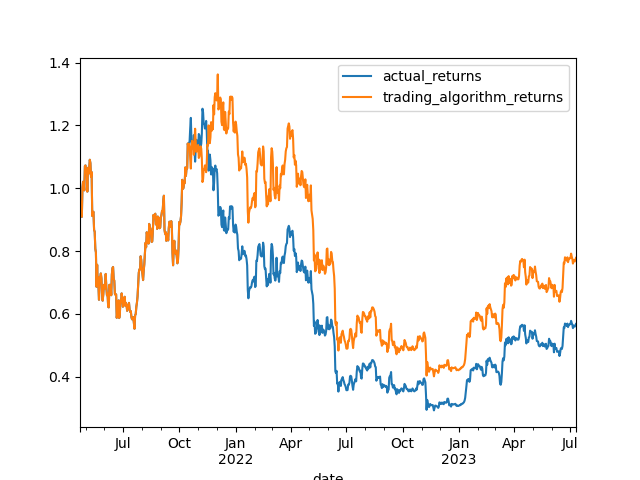 1.4
1.2
1.0
0.8
0.6
0.4
actual_returns
trading_algorithm_returns
Jul Oct Jan Apr Jul Oct Jan Apr Jul
2022 2023
date